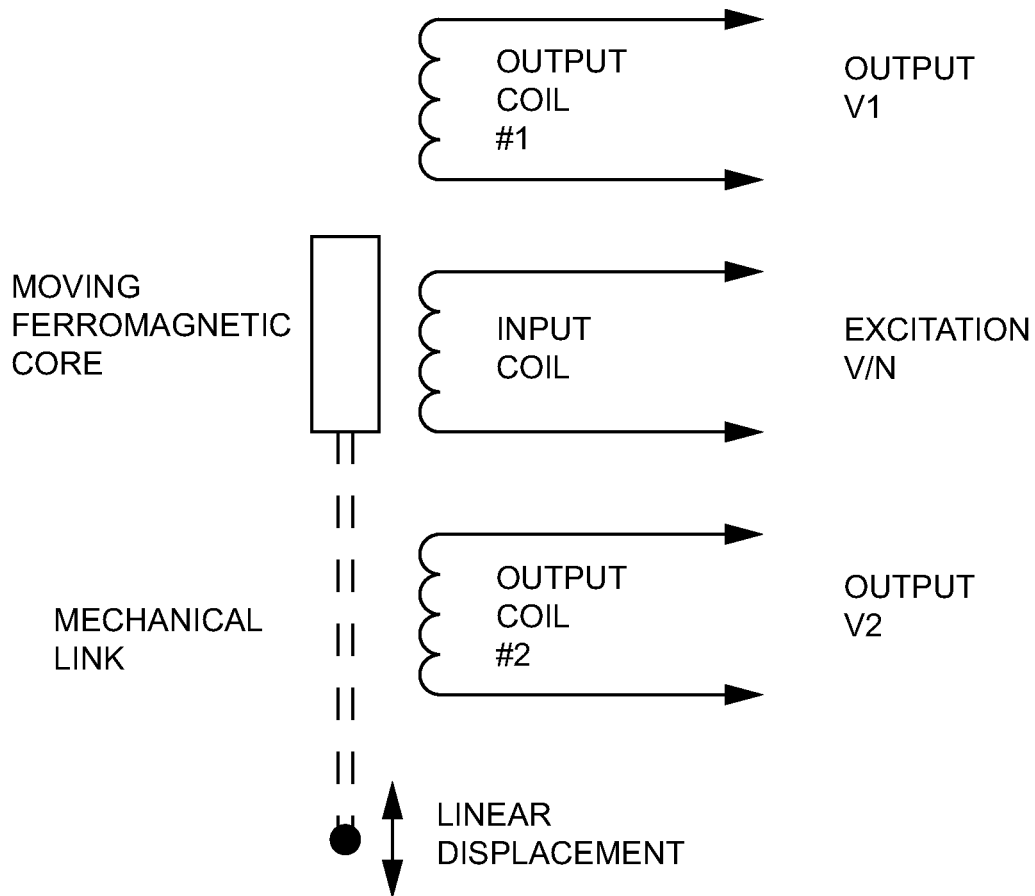 OUTPUT
COIL
#1
OUTPUT
V1
MOVING
FERROMAGNETIC
CORE
INPUT
COIL
EXCITATION
V/N
MECHANICAL
LINK
OUTPUT
COIL
#2
OUTPUT
V2
LINEAR
DISPLACEMENT